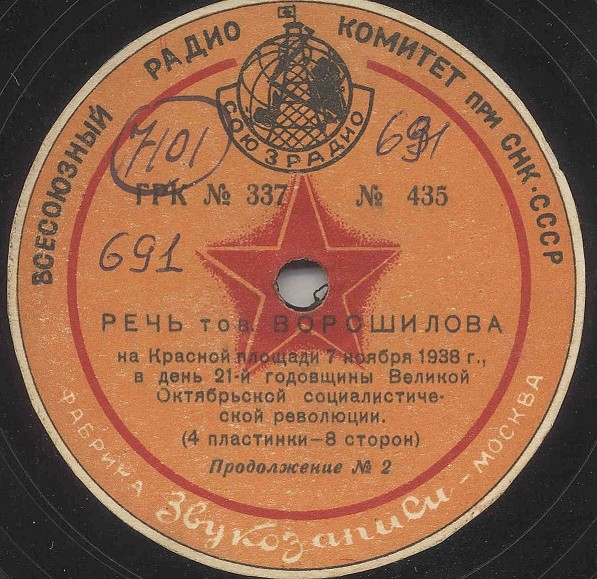 ВСЕСОЮЗНЫЙ РАДИО КОМИТЕТ ПРИ СНК-СССР
СОЮЗРАДИО
7101
691
ГРК № 337 № 435
691
РЕЧЬ тов. ВОРОШИЛОВА
на Красной площади 7 ноября 1938 г.,
в день 21-й годовщины Великой
Октябрьской социалистиче-
ской революции.
(4 пластинки—8 сторон)
Продолжение № 2
ФАБРИКА Звукозаписи - МОСКВА